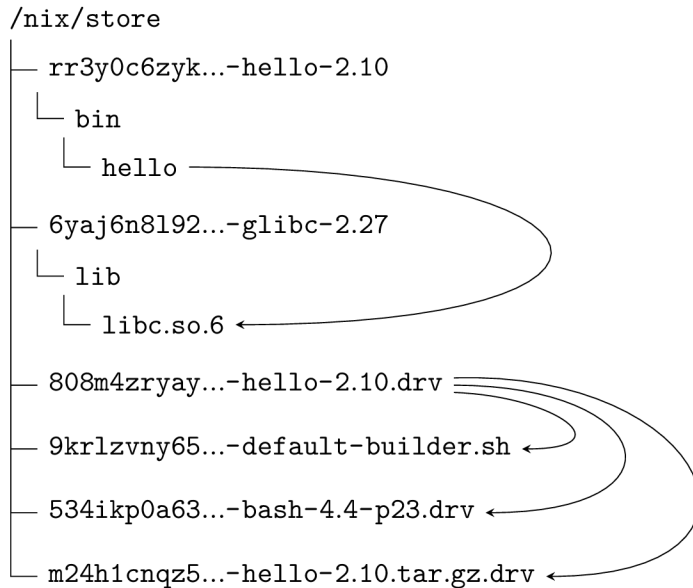 /nix/store
rr3y0c6zyk...-hello-2.10
bin
hello
6yaj6n8l92...-glibc-2.27
lib
libc.so.6
808m4zryay...-hello-2.10.drv
9krlzvny65...-default-builder.sh
534ikp0a63...-bash-4.4-p23.drv
m24h1cnqz5...-hello-2.10.tar.gz.drv